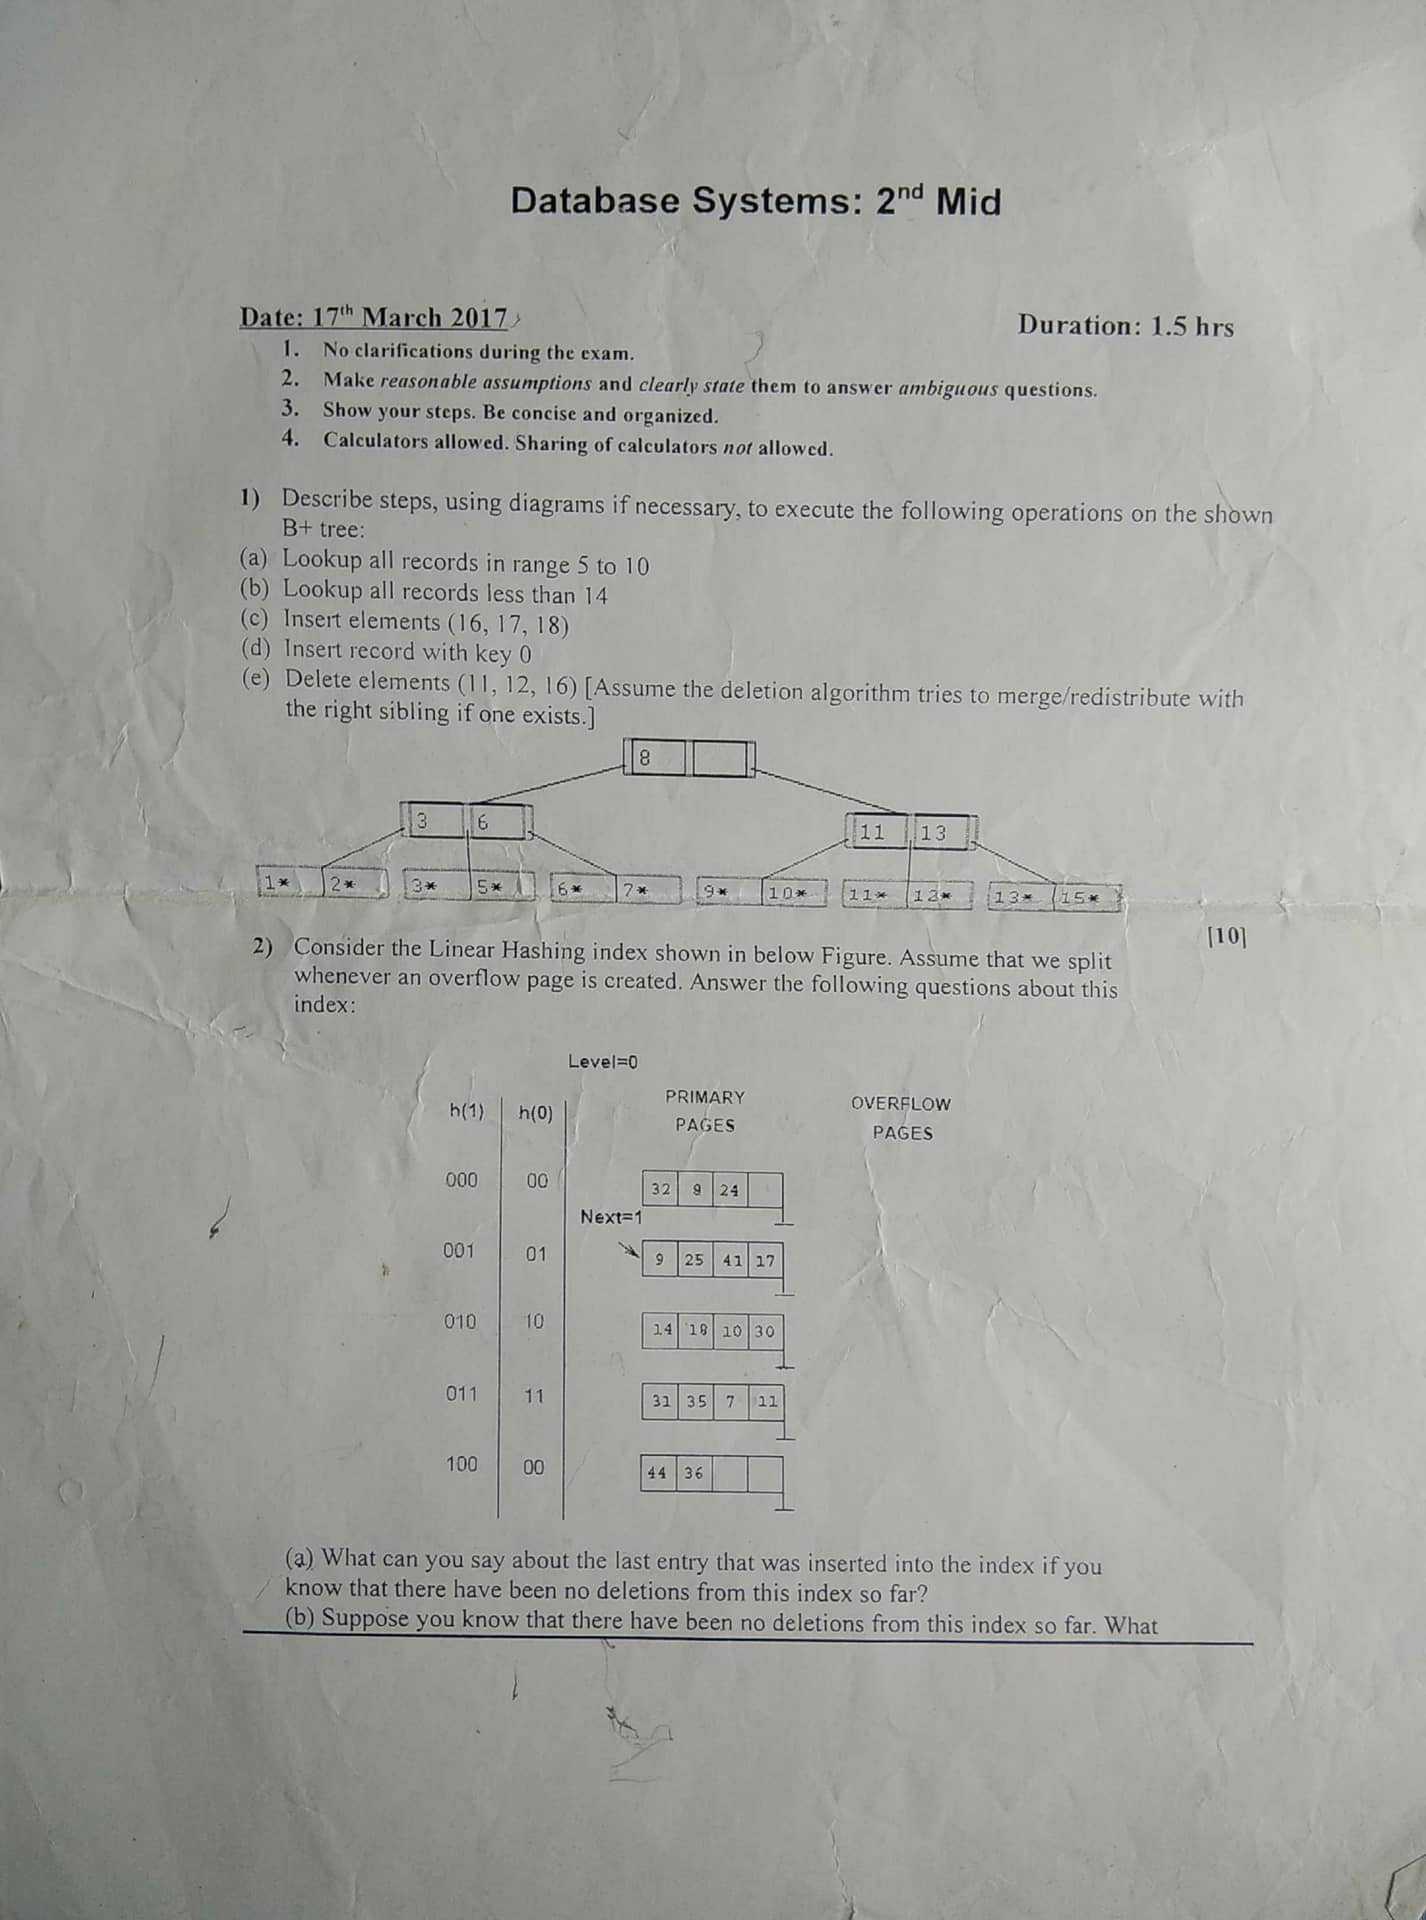 Database Systems: 2nd Mid
Date: 17th March 2017
Duration: 1.5 hrs
1. No clarifications during the exam.
2. Make reasonable assumptions and clearly state them to answer ambiguous questions.
3. Show your steps. Be concise and organized.
4. Calculators allowed. Sharing of calculators not allowed.
1) Describe steps, using diagrams if necessary, to execute the following operations on the shown
B+ tree:
(a) Lookup all records in range 5 to 10
(b) Lookup all records less than 14
(c) Insert elements (16, 17, 18)
(d) Insert record with key 0
(e) Delete elements (11, 12, 16) [Assume the deletion algorithm tries to merge/redistribute with
the right sibling if one exists.]
8
3 6
11 13
1* 2* 3* 5* 6* 7* 9* 10* 11* 12* 13* 15*
[10]
2) Consider the Linear Hashing index shown in below Figure. Assume that we split
whenever an overflow page is created. Answer the following questions about this
index:
Level=0
h(1) h(0) PRIMARY
PAGES
OVERFLOW
PAGES
000 00 32 9 24
Next=1
001 01 9 25 41 17
010 10 14 18 10 30
011 11 31 35 7 11
100 00 44 36
(a) What can you say about the last entry that was inserted into the index if you
know that there have been no deletions from this index so far?
(b) Suppose you know that there have been no deletions from this index so far. What